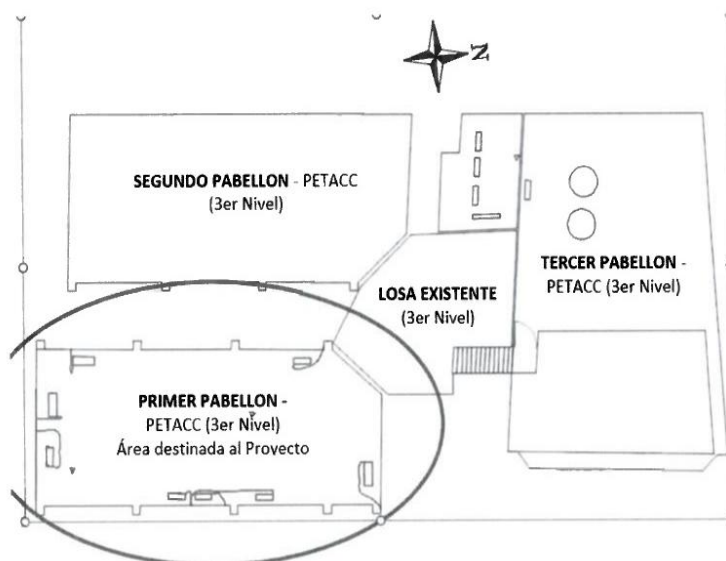 N
SEGUNDO PABELLON - PETACC
(3er Nivel)
LOSA EXISTENTE
(3er Nivel)
TERCER PABELLON -
PETACC (3er Nivel)
PRIMER PABELLON -
PETACC (3er Nivel)
Área destinada al Proyecto